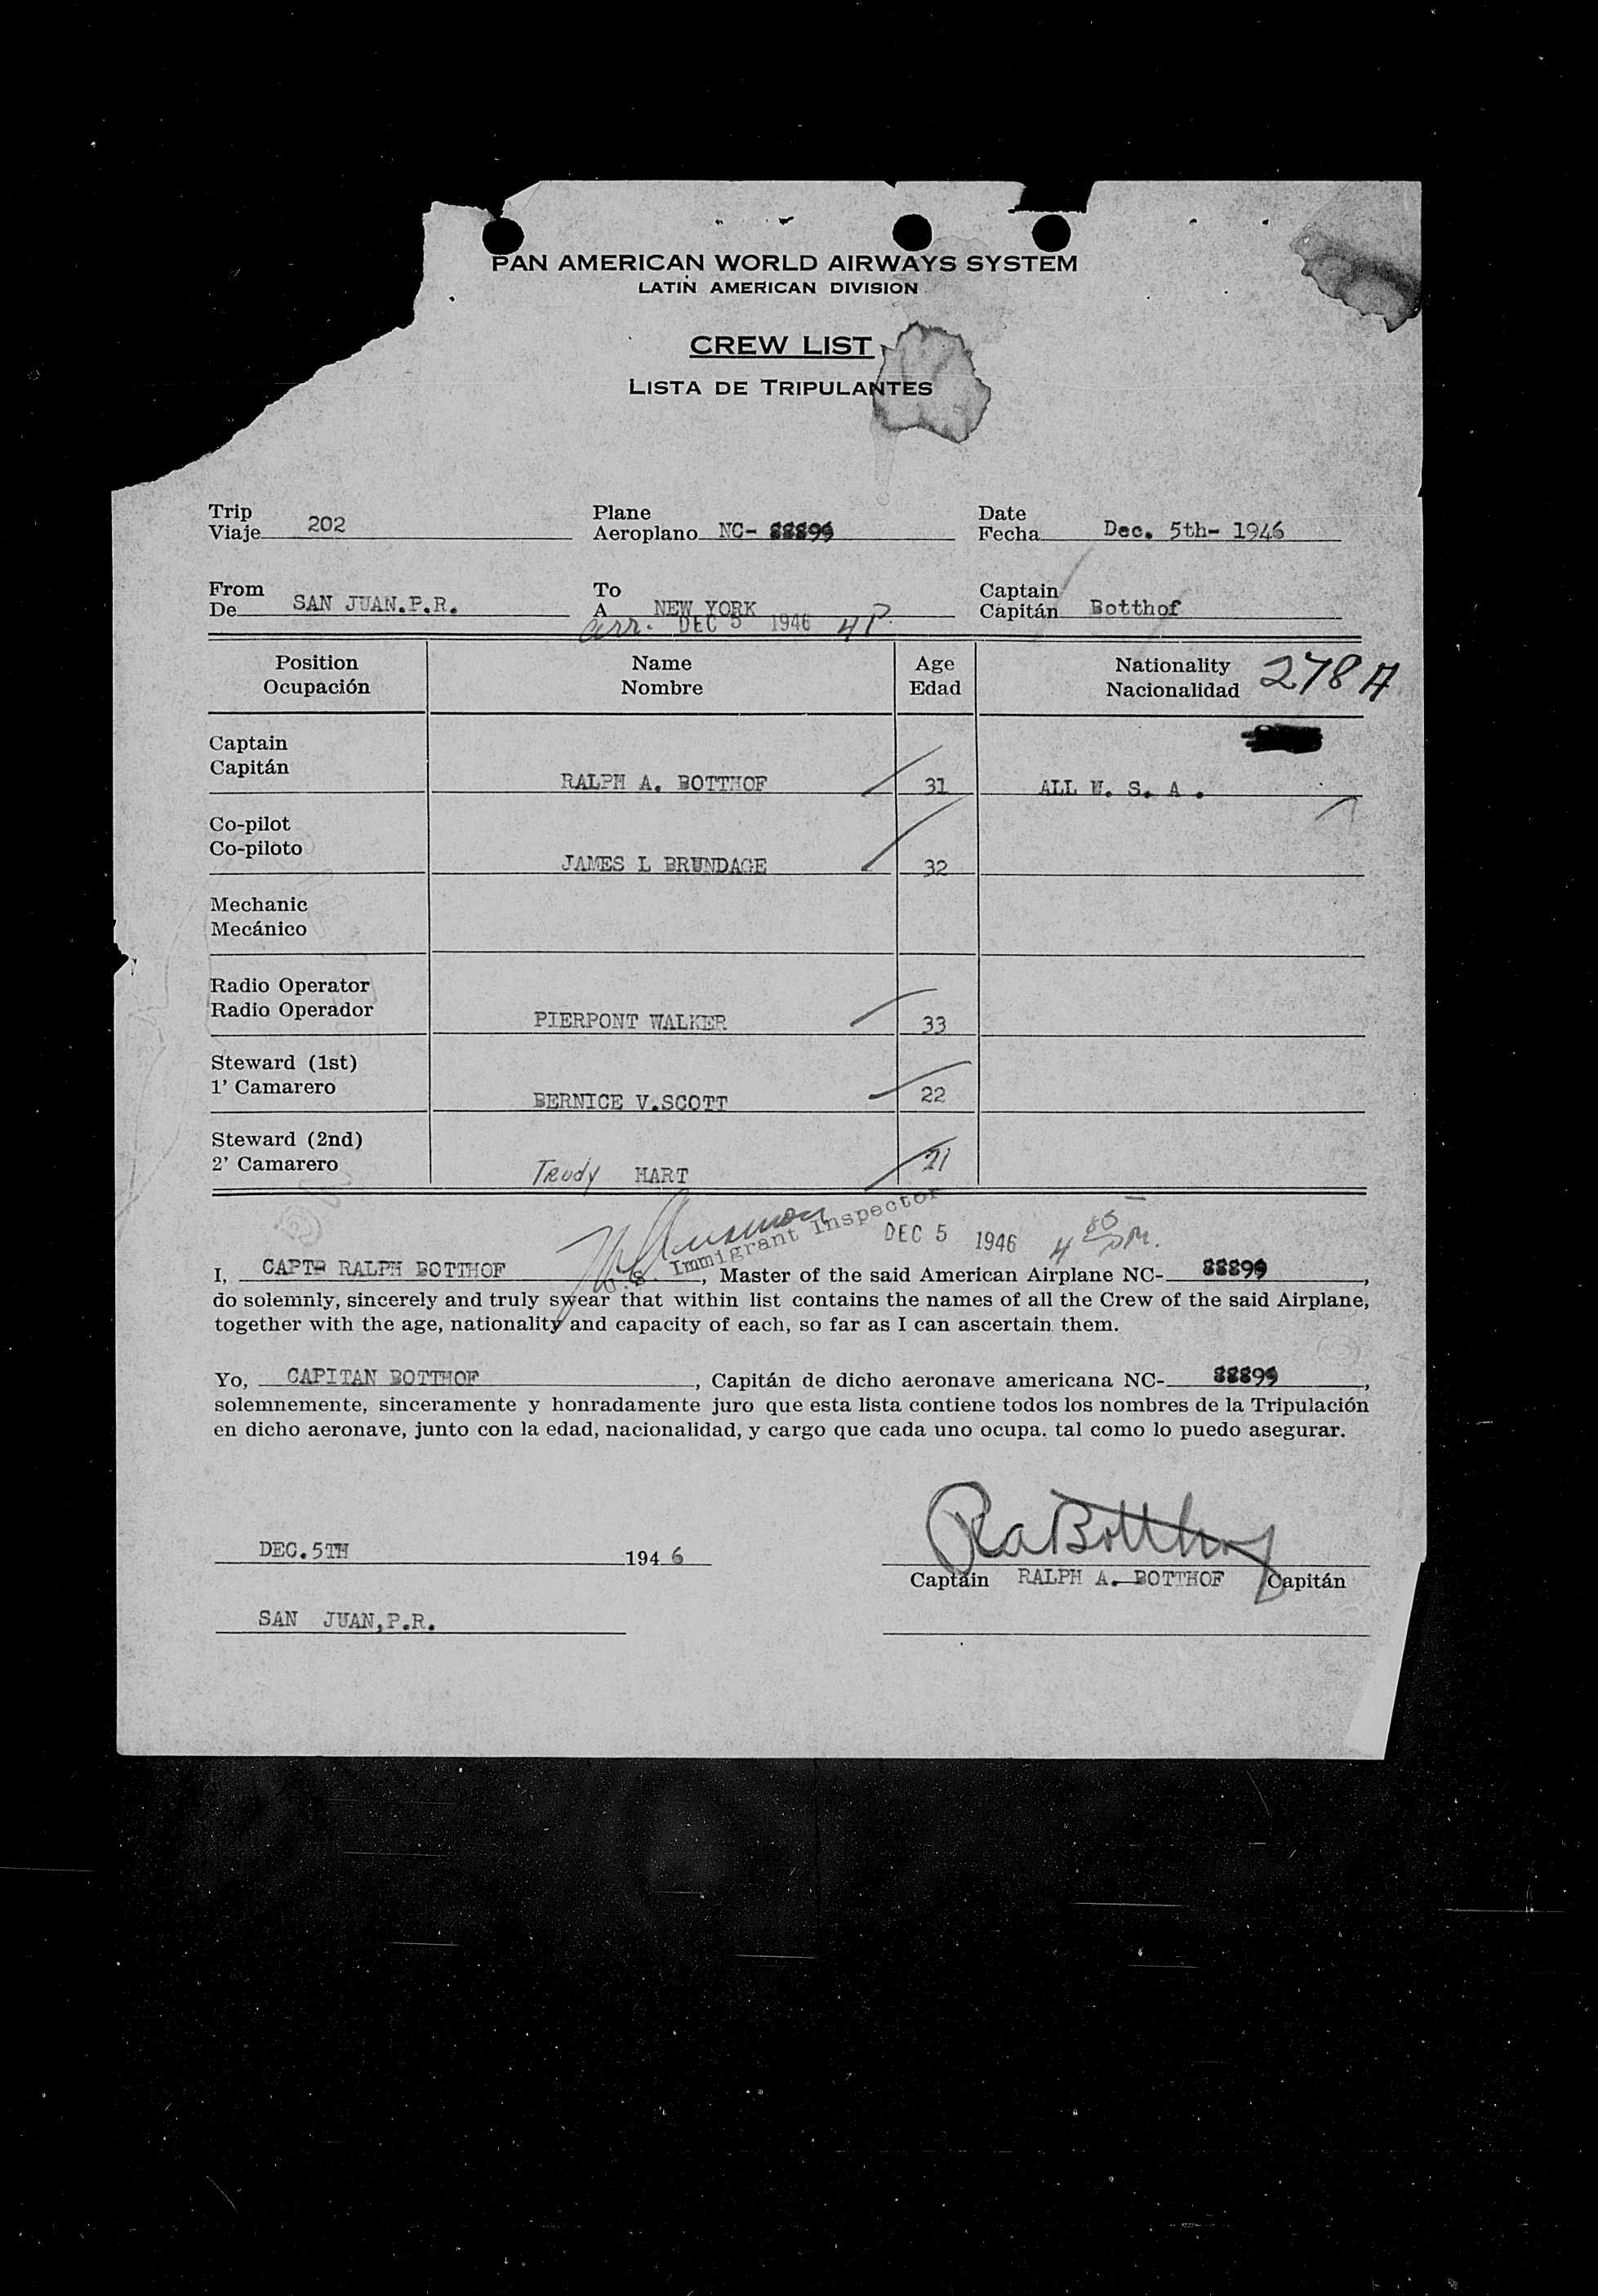 PAN AMERICAN WORLD AIRWAYS SYSTEM
LATIN AMERICAN DIVISION
CREW LIST
LISTA DE TRIPULANTES
Trip Viaje 202 Plane Aeroplano NC- Date Fecha Dec. 5th- 1946
From De SAN JUAN.P.R. To A NEW YORK Captain Capitán Botthof
arr. DEC 5 1946 4P.
Position Name Age Nationality 278 A
Ocupación Nombre Edad Nacionalidad
Captain
Capitán RALPH A. BOTTHOF 31 ALL U. S. A.
Co-pilot
Co-piloto JAMES L BRUNDAGE 32
Mechanic
Mecánico
Radio Operator
Radio Operador PIERPONT WALKER 33
Steward (1st)
1' Camarero BERNICE V.SCOTT 22
Steward (2nd)
2' Camarero Trudy HART 21
U. S. Immigrant Inspector
DEC 5 1946 4 PM.
I, CAPT RALPH BOTTHOF, Master of the said American Airplane NC-,
do solemnly, sincerely and truly swear that within list contains the names of all the Crew of the said Airplane,
together with the age, nationality and capacity of each, so far as I can ascertain them.
Yo, CAPITAN BOTTHOF, Capitán de dicho aeronave americana NC-,
solemnemente, sinceramente y honradamente juro que esta lista contiene todos los nombres de la Tripulación
en dicho aeronave, junto con la edad, nacionalidad, y cargo que cada uno ocupa. tal como lo puedo asegurar.
RaBotthof
DEC.5TH 1946
Captain RALPH A. BOTTHOF Capitán
SAN JUAN,P.R.